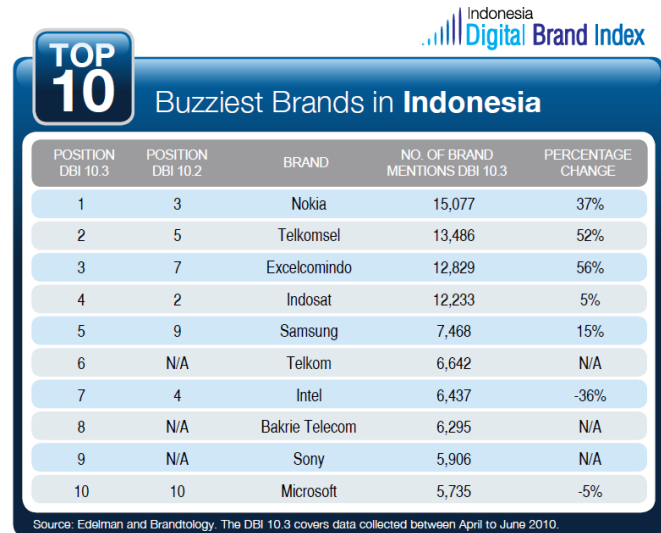 Indonesia
Digital Brand Index
TOP
10
Buzziest Brands in Indonesia
POSITION DBI 10.3 POSITION DBI 10.2 BRAND NO. OF BRAND MENTIONS DBI 10.3 PERCENTAGE CHANGE
1 3 Nokia 15,077 37%
2 5 Telkomsel 13,486 52%
3 7 Excelcomindo 12,829 56%
4 2 Indosat 12,233 5%
5 9 Samsung 7,468 15%
6 N/A Telkom 6,642 N/A
7 4 Intel 6,437 -36%
8 N/A Bakrie Telecom 6,295 N/A
9 N/A Sony 5,906 N/A
10 10 Microsoft 5,735 -5%
Source: Edelman and Brandtology. The DBI 10.3 covers data collected between April to June 2010.